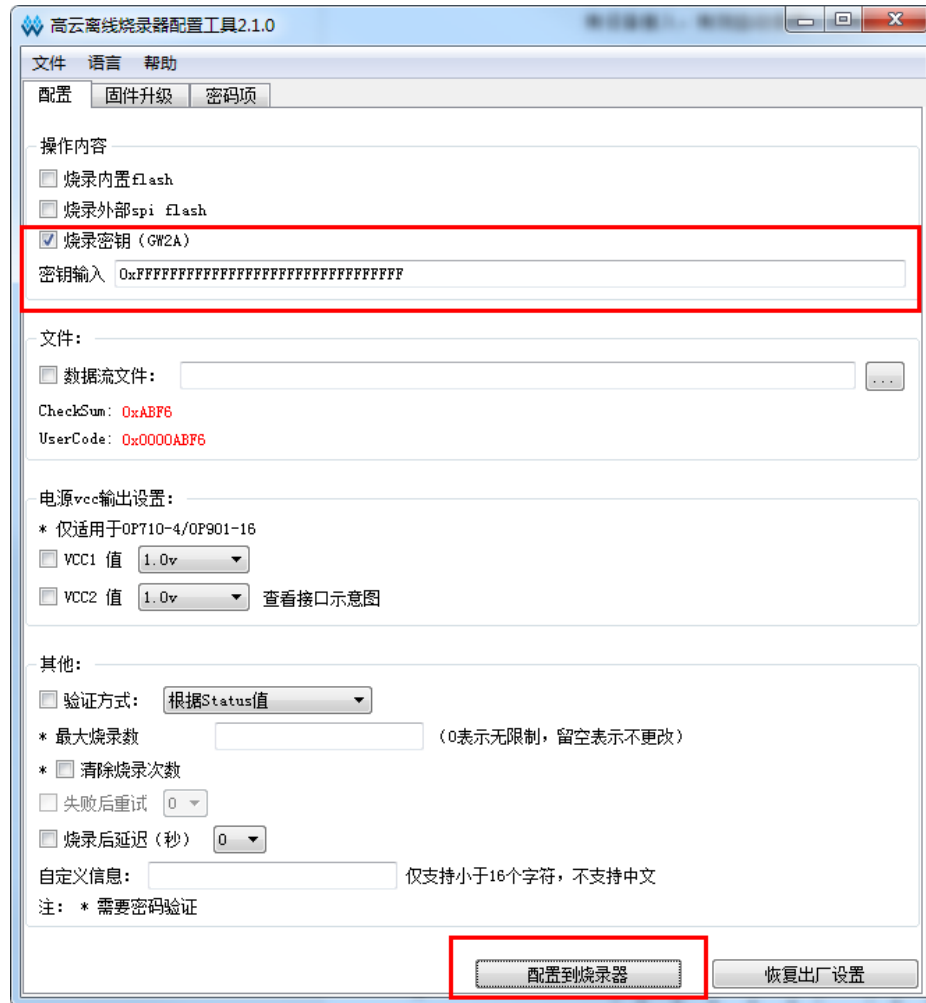 高云离线烧录器配置工具2.1.0
文件 语言 帮助
配置 固件升级 密码项
操作内容
烧录内置flash
烧录外部spi flash
烧录密钥（GW2A）
密钥输入 0xFFFFFFFFFFFFFFFFFFFFFFFFFFFFFFFF
文件：
数据流文件： ...
CheckSum: 0xABF6
UserCode: 0x0000ABF6
电源vcc输出设置：
* 仅适用于OP710-4/OP901-16
VCC1 值 1.0v
VCC2 值 1.0v 查看接口示意图
其他：
验证方式： 根据Status值
* 最大烧录数 （0表示无限制，留空表示不更改）
* 清除烧录次数
失败后重试 0
烧录后延迟（秒） 0
自定义信息： 仅支持小于16个字符，不支持中文
注： * 需要密码验证
配置到烧录器 恢复出厂设置